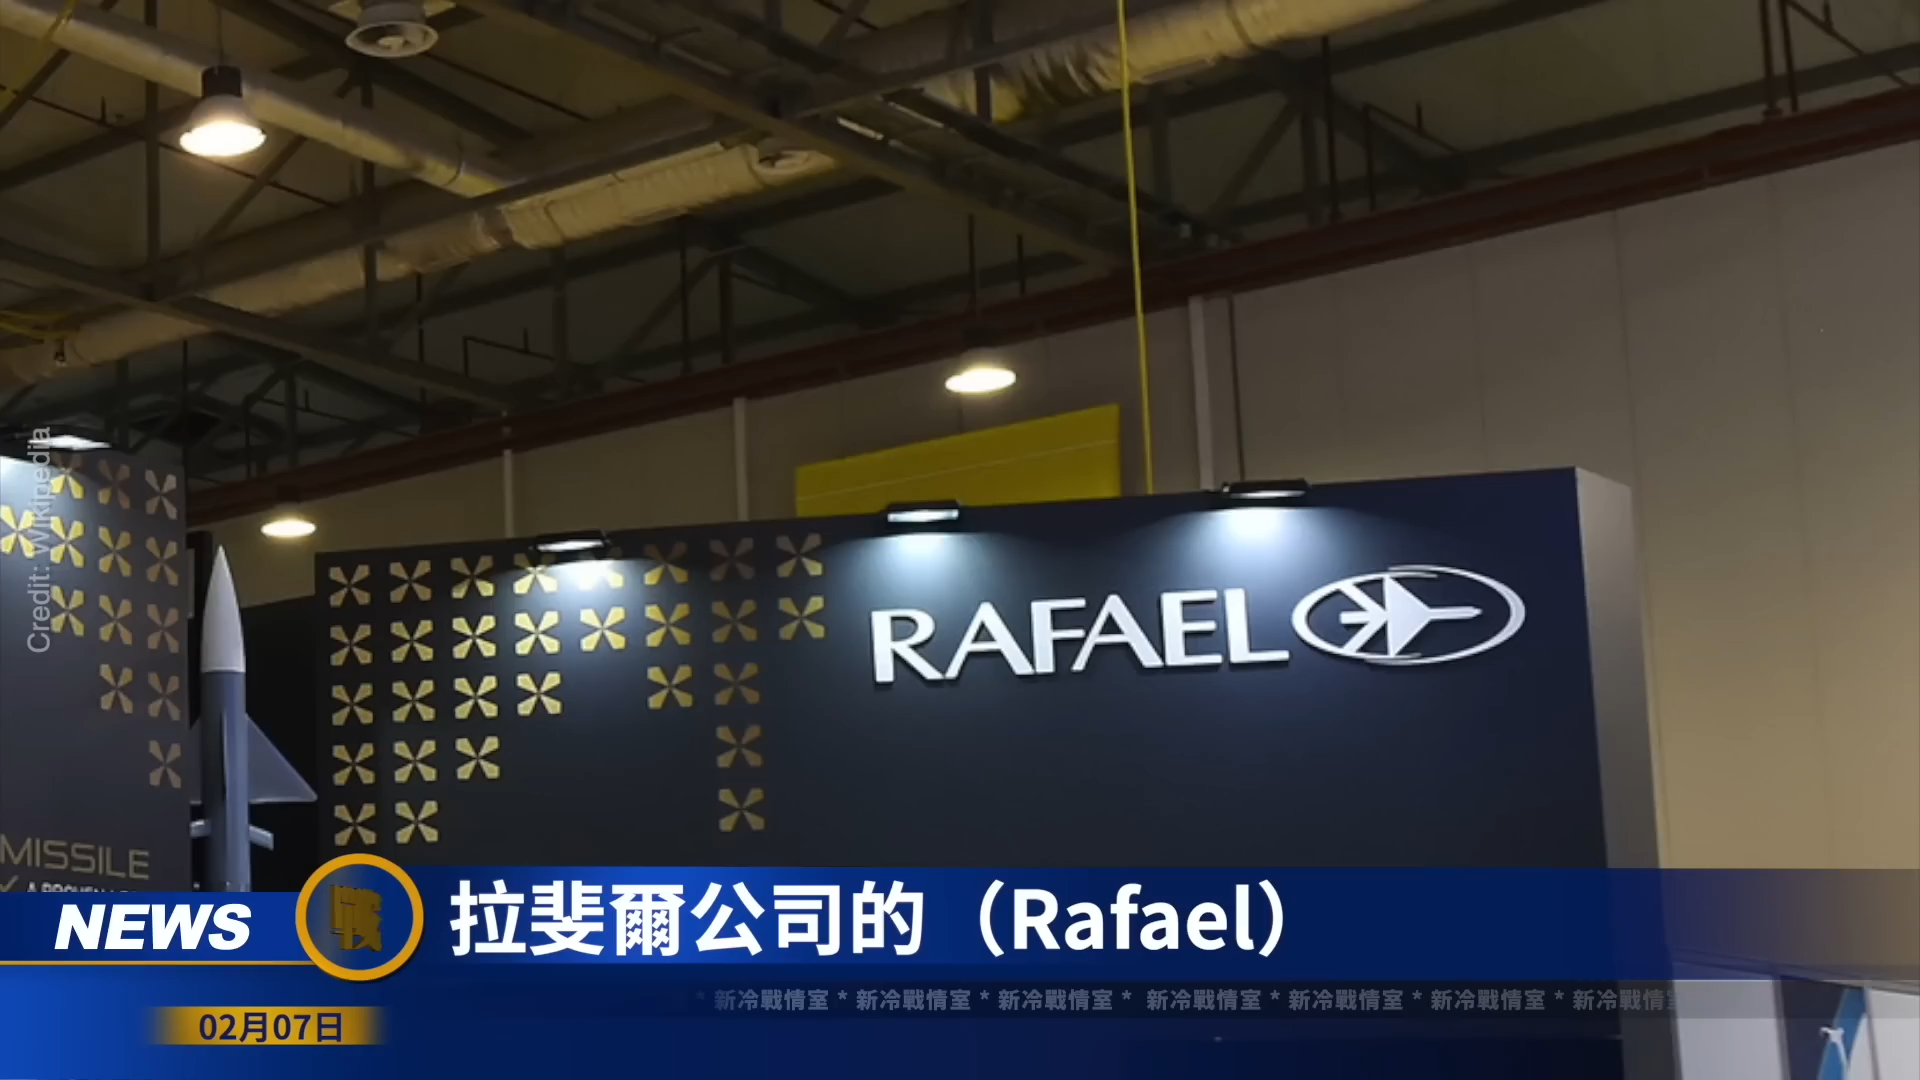 Credit: Wikipedia
RAFAEL
MISSILE
NEWS
戰
拉斐爾公司的（Rafael）
* 新冷戰情室 * 新冷戰情室 * 新冷戰情室 * 新冷戰情室 * 新冷戰情室 * 新冷戰情室 * 新冷戰情
02月07日